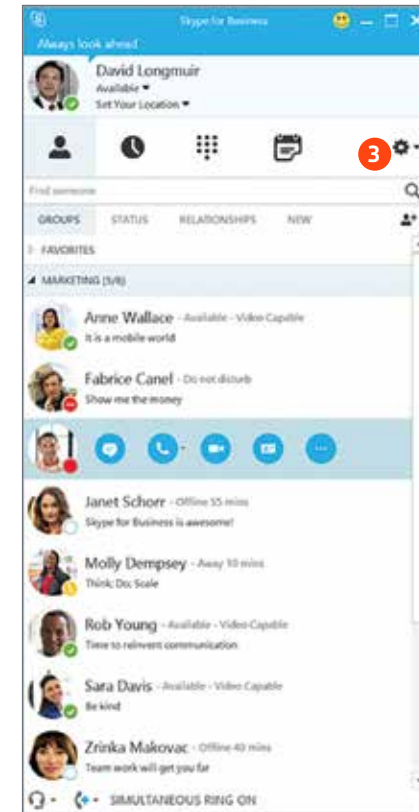 Skype for Business
Always look ahead
David Longmuir
Available
Set Your Location
3
Find someone
GROUPS STATUS RELATIONSHIPS NEW
FAVORITES
MARKETING (5/8)
Anne Wallace - Available - Video Capable
It is a mobile world
Fabrice Canel - Do not disturb
Show me the money
Janet Schorr - Offline 55 mins
Skype for Business is awesome!
Molly Dempsey - Away 10 mins
Think; Do; Scale
Rob Young - Available - Video Capable
Time to reinvent communication
Sara Davis - Available - Video Capable
Be kind
Zrinka Makovac - Offline 40 mins
Team work will get you far
SIMULTANEOUS RING ON